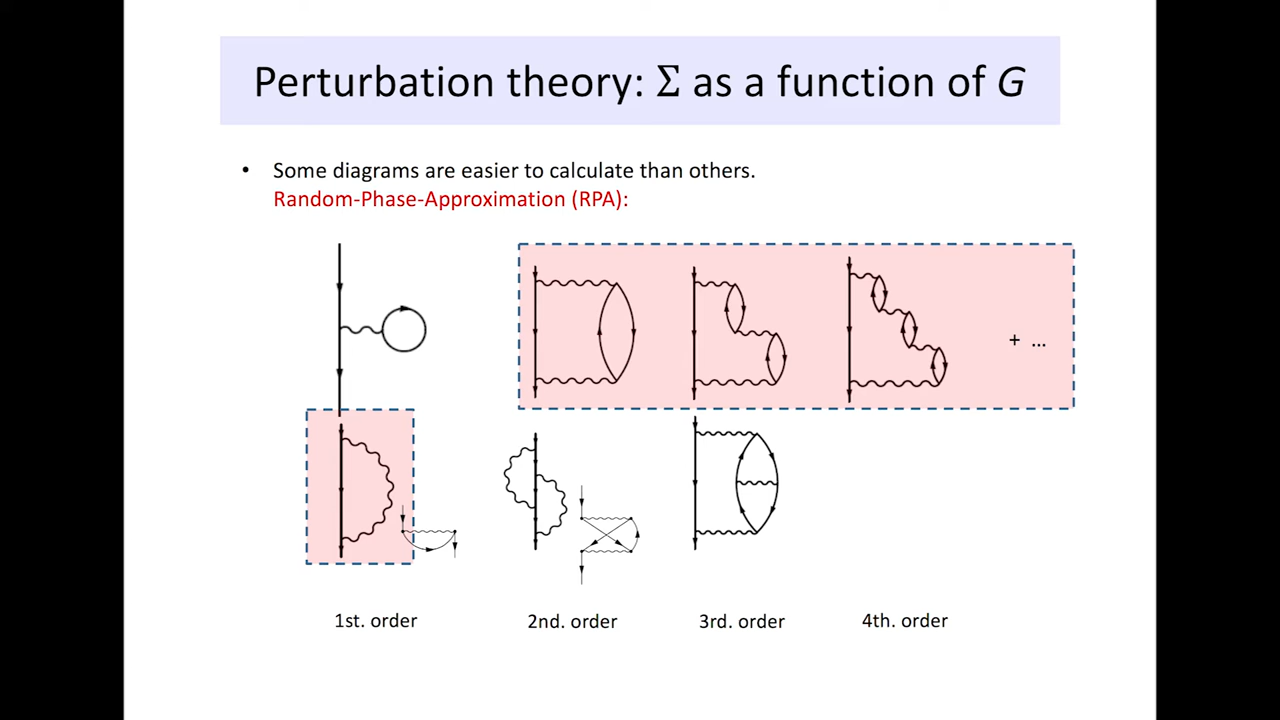 Perturbation theory: Σ as a function of G
• Some diagrams are easier to calculate than others.
Random-Phase-Approximation (RPA):
+ ...
1st. order 2nd. order 3rd. order 4th. order